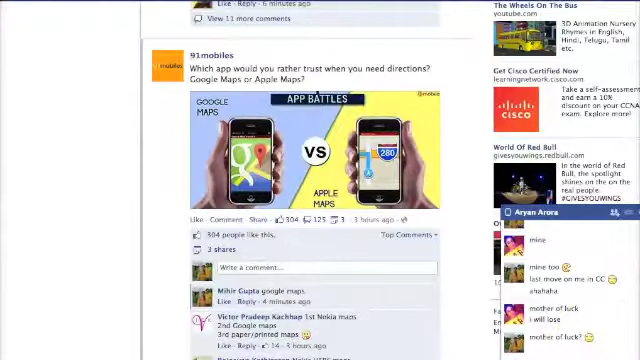 Like · Reply · 6 minutes ago
View 11 more comments
91mobiles
Which app would you rather trust when you need directions?
Google Maps or Apple Maps?
APP BATTLES
GOOGLE
MAPS
VS
280
APPLE
MAPS
Like · Comment · Share · 304 125 3 · 3 hours ago ·
304 people like this.
Top Comments
3 shares
Write a comment...
Mihir Gupta google maps
Like · Reply · 4 minutes ago
Victor Pradeep Kachhap 1st Nokia maps
2nd Google maps
3rd paper/printed maps
Like · Reply · 14 · 3 hours ago
The Wheels On The Bus
youtube.com
3D Animation Nursery
Rhymes in English,
Hindi, Telugu, Tamil
etc.
Get Cisco Certified Now
learningnetwork.cisco.com
CISCO
Take a self-assessment
and earn a 10%
discount on your CCNA
exam. Explore more!
World Of Red Bull
givesyouwings.redbull.com
In the world of Red
Bull, the spotlight
shines on the on the
real people.
#GIVESYOUWINGS
Aryan Arora
mine
mine too
last move on me in CC
ahahaha
mother of luck
i will lose
mother of luck?